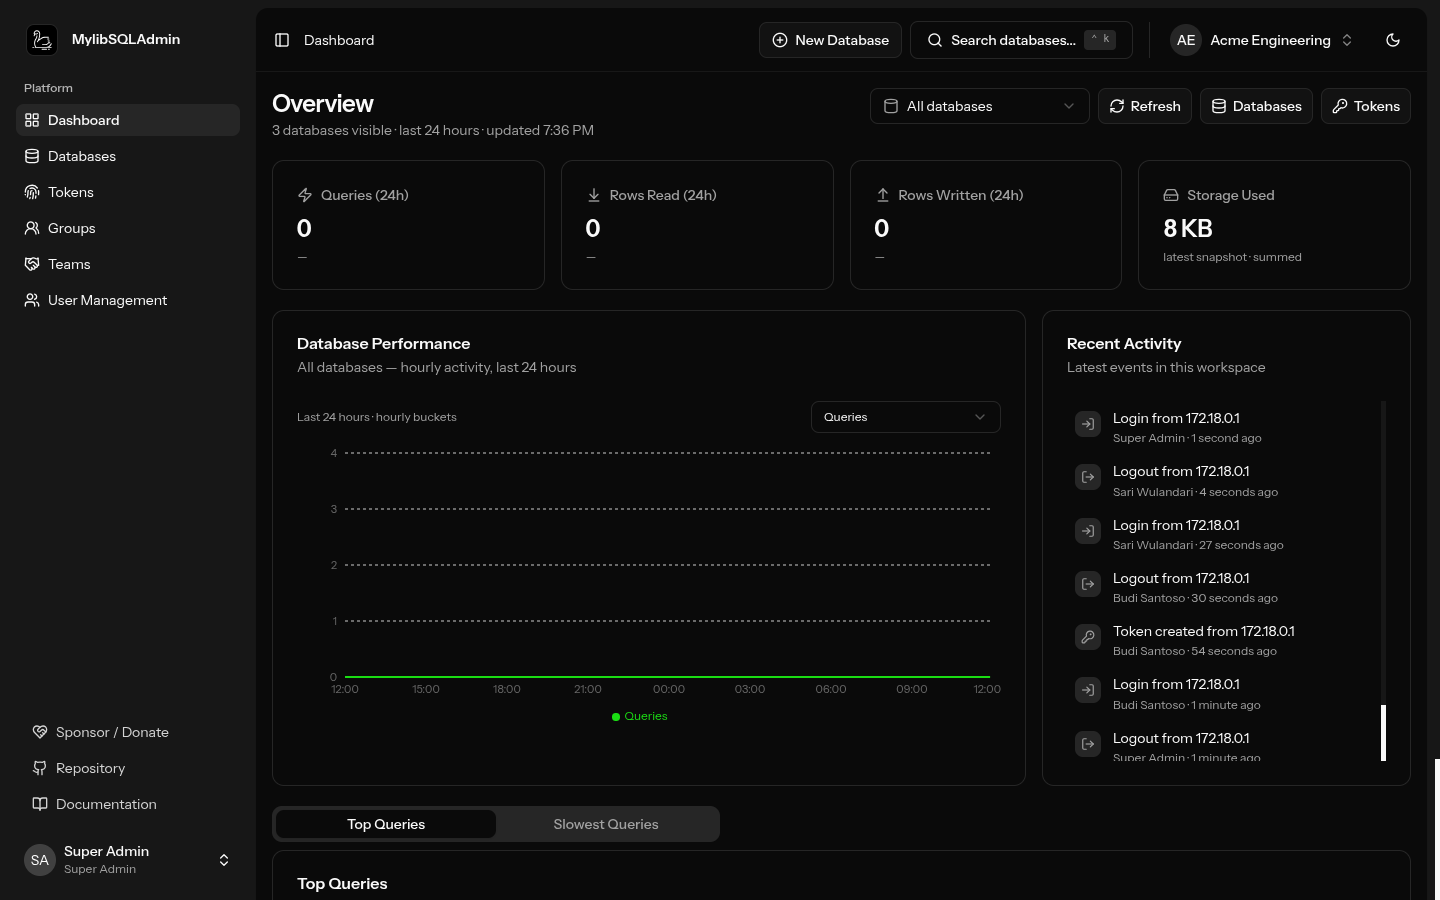 MylibSQLAdmin
Platform
Dashboard
Databases
Tokens
Groups
Teams
User Management
Sponsor / Donate
Repository
Documentation
SA
Super Admin
Super Admin
Dashboard
New Database
Search databases...
⌃ k
AE
Acme Engineering
Overview
3 databases visible · last 24 hours · updated 7:36 PM
All databases
Refresh
Databases
Tokens
Queries (24h)
0
—
Rows Read (24h)
0
—
Rows Written (24h)
0
—
Storage Used
8 KB
latest snapshot · summed
Database Performance
All databases — hourly activity, last 24 hours
Last 24 hours · hourly buckets
Queries
4
3
2
1
0
12:00 15:00 18:00 21:00 00:00 03:00 06:00 09:00 12:00
Queries
Recent Activity
Latest events in this workspace
Login from 172.18.0.1
Super Admin · 1 second ago
Logout from 172.18.0.1
Sari Wulandari · 4 seconds ago
Login from 172.18.0.1
Sari Wulandari · 27 seconds ago
Logout from 172.18.0.1
Budi Santoso · 30 seconds ago
Token created from 172.18.0.1
Budi Santoso · 54 seconds ago
Login from 172.18.0.1
Budi Santoso · 1 minute ago
Logout from 172.18.0.1
Super Admin · 1 minute ago
Top Queries
Slowest Queries
Top Queries